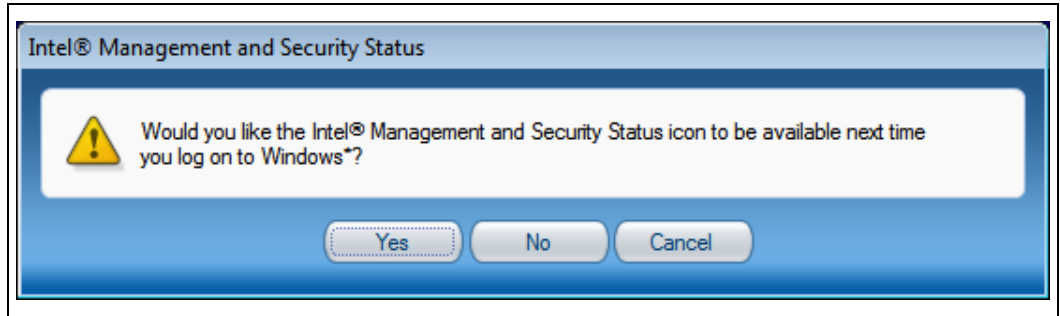 Intel® Management and Security Status
Would you like the Intel® Management and Security Status icon to be available next time
you log on to Windows*?
Yes No Cancel